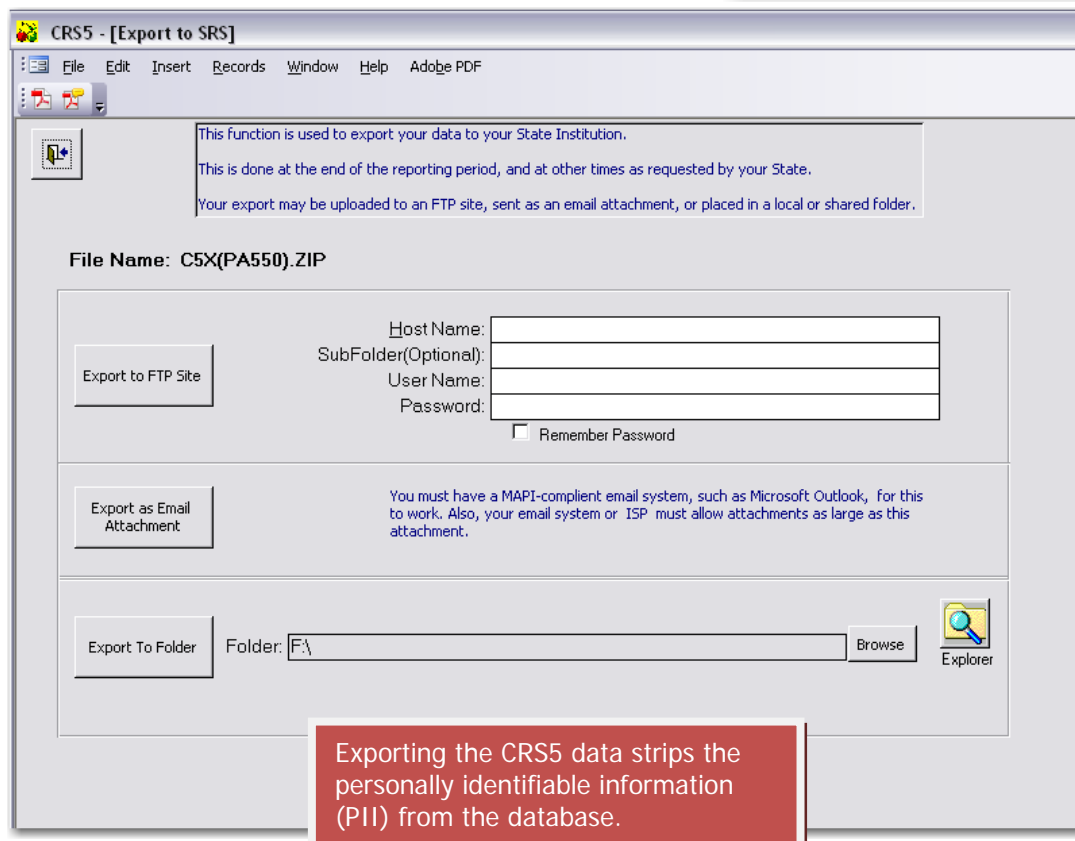 CRS5 - [Export to SRS]
File Edit Insert Records Window Help Adobe PDF
This function is used to export your data to your State Institution.
This is done at the end of the reporting period, and at other times as requested by your State.
Your export may be uploaded to an FTP site, sent as an email attachment, or placed in a local or shared folder.
File Name: C5X(PA550).ZIP
Host Name:
SubFolder(Optional):
Export to FTP Site
User Name:
Password:
Remember Password
Export as Email
Attachment
You must have a MAPI-complient email system, such as Microsoft Outlook, for this
to work. Also, your email system or ISP must allow attachments as large as this
attachment.
Export To Folder Folder: F:\ Browse
Explorer
Exporting the CRS5 data strips the
personally identifiable information
(PII) from the database.